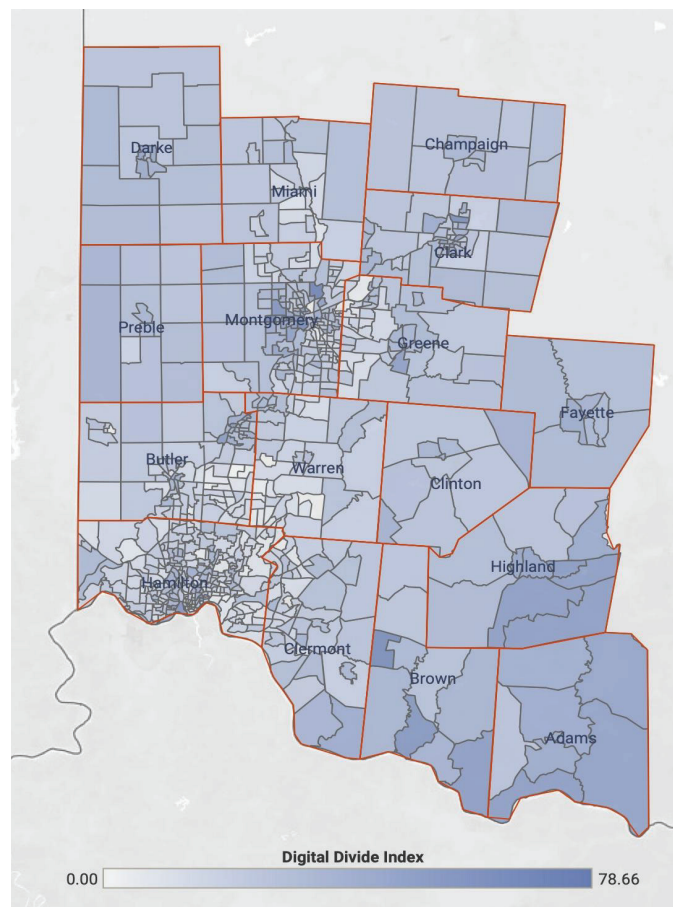 Darke
Champaign
Miami
Clark
Preble
Montgomery
Greene
Fayette
Butler
Warren
Clinton
Hamilton
Highland
Clermont
Brown
Adams
Digital Divide Index
0.00 78.66